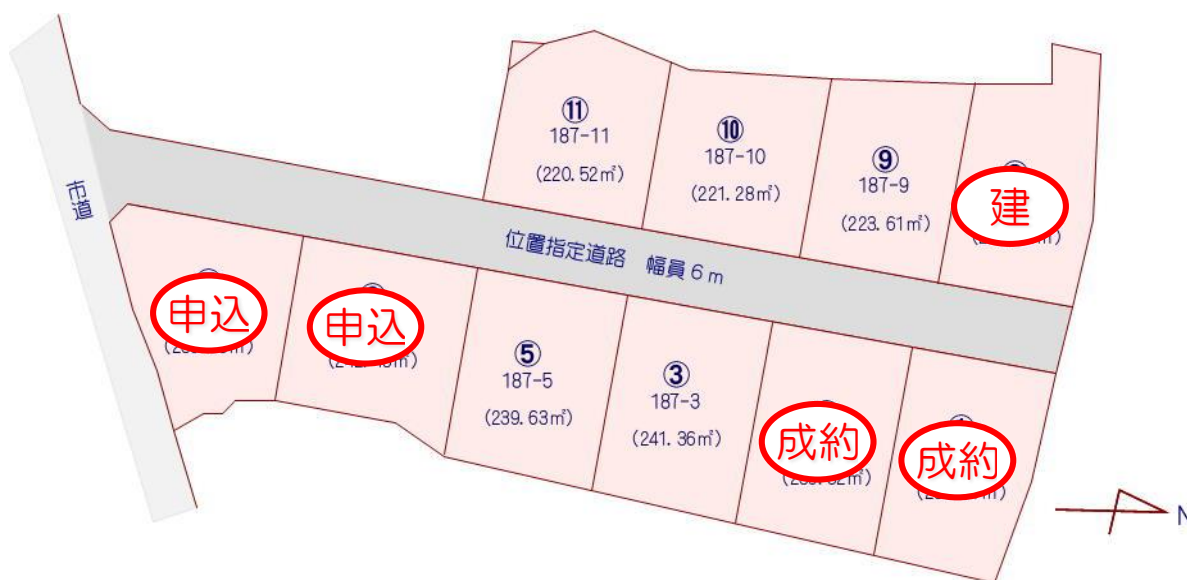 ⑪
187-11
(220.52㎡)
⑩
187-10
(221.28㎡)
⑨
187-9
(223.61㎡)
建
市道
位置指定道路 幅員6m
申込
申込
⑤
187-5
(239.63㎡)
③
187-3
(241.36㎡)
成約
成約
N